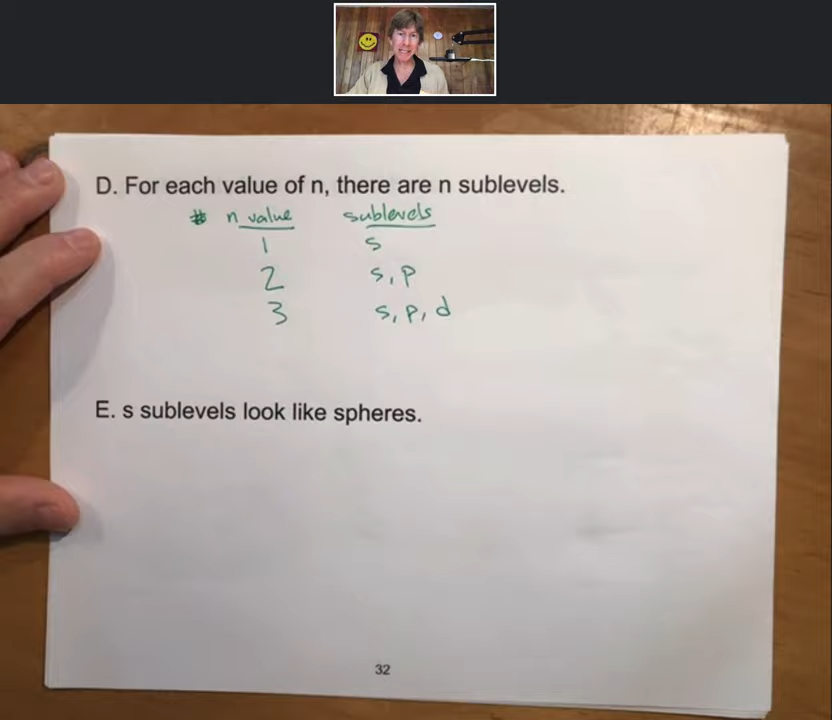 D. For each value of n, there are n sublevels.
# n value sublevels
1 s
2 s, p
3 s, p, d
E. s sublevels look like spheres.
32